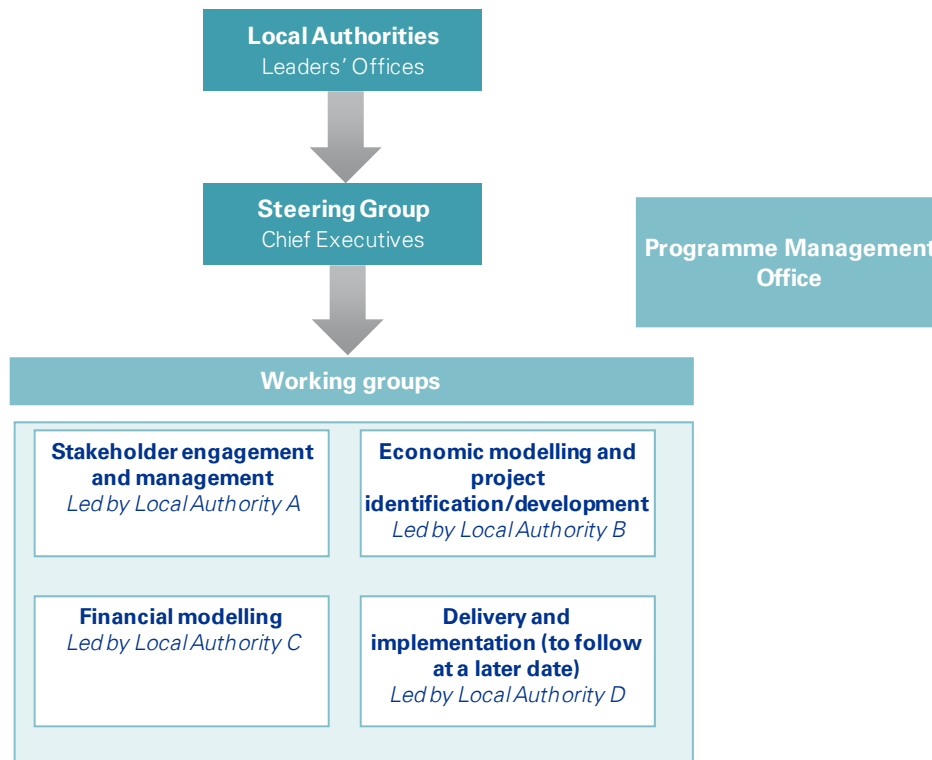 Local Authorities
Leaders' Offices
Steering Group
Chief Executives
Programme Management
Office
Working groups
Stakeholder engagement
and management
Led by Local Authority A
Economic modelling and
project
identification/development
Led by Local Authority B
Financial modelling
Led by Local Authority C
Delivery and
implementation (to follow
at a later date)
Led by Local Authority D